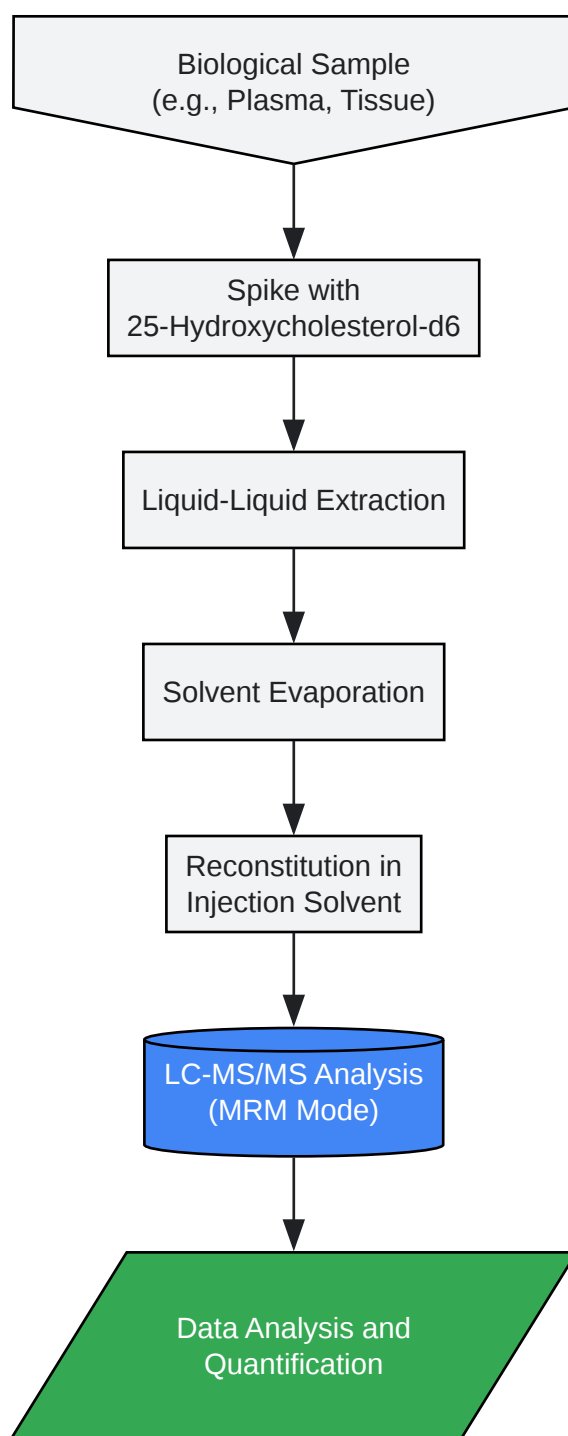 Biological Sample
(e.g., Plasma, Tissue)
Spike with
25-Hydroxycholesterol-d6
Liquid-Liquid Extraction
Solvent Evaporation
Reconstitution in
Injection Solvent
LC-MS/MS Analysis
(MRM Mode)
Data Analysis and
Quantification